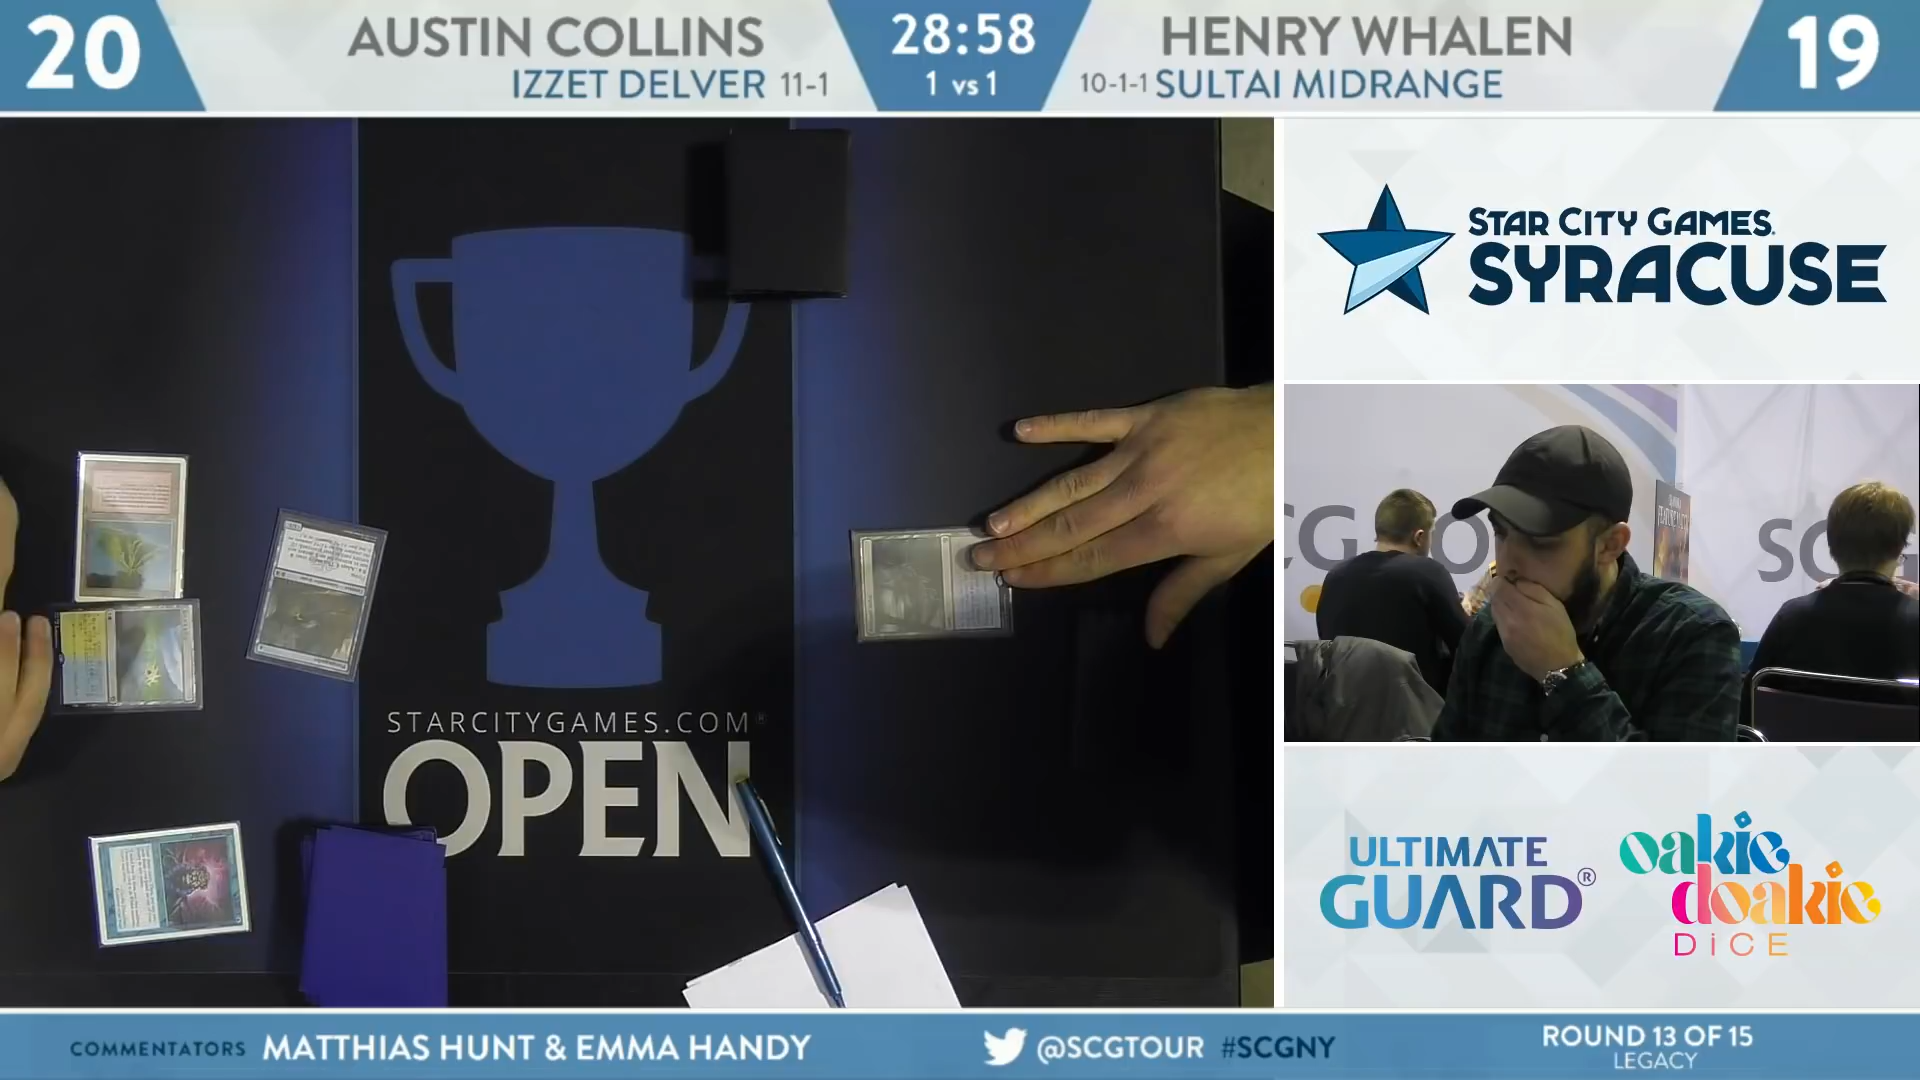 20
AUSTIN COLLINS
IZZET DELVER 11-1
28:58
1 vs 1
HENRY WHALEN
10-1-1 SULTAI MIDRANGE
19
STAR CITY GAMES.
SYRACUSE
STARCITYGAMES.COM®
OPEN
ULTIMATE
GUARD®
oakie
doakie
DiCE
COMMENTATORS MATTHIAS HUNT & EMMA HANDY
@SCGTOUR #SCGNY
ROUND 13 OF 15
LEGACY